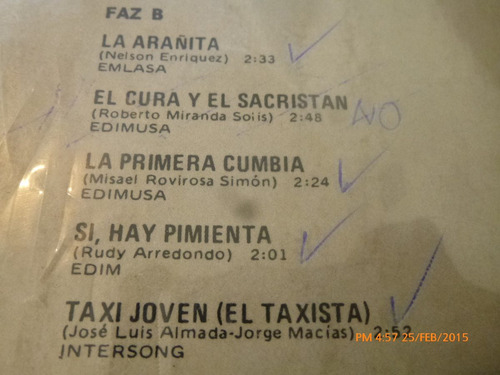 FAZ B
LA ARAÑITA
(Nelson Enriquez) 2:33
EMLASA
EL CURA Y EL SACRISTAN
(Roberto Miranda Solis) 2:48 NO
EDIMUSA
LA PRIMERA CUMBIA
(Misael Rovirosa Simón) 2:24
EDIMUSA
SI, HAY PIMIENTA
(Rudy Arredondo) 2:01
EDIM
TAXI JOVEN (EL TAXISTA)
(José Luis Almada-Jorge Macías) 2:52
INTERSONG
PM 4:57 25/FEB/2015